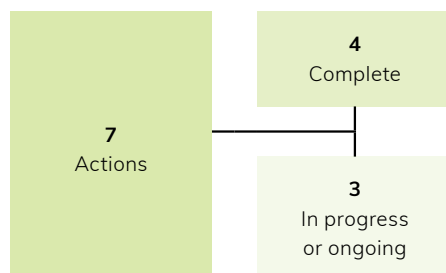 7
Actions
4
Complete
3
In progress
or ongoing